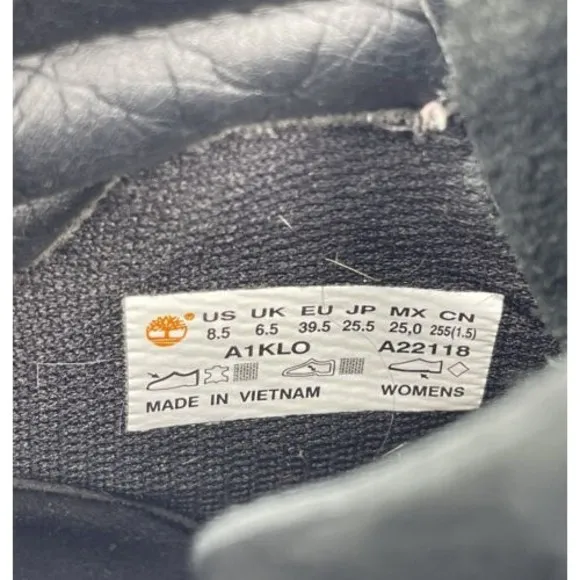 US UK EU JP MX CN
8.5 6.5 39.5 25.5 25,0 255(1.5)
A1KLO A22118
MADE IN VIETNAM WOMENS